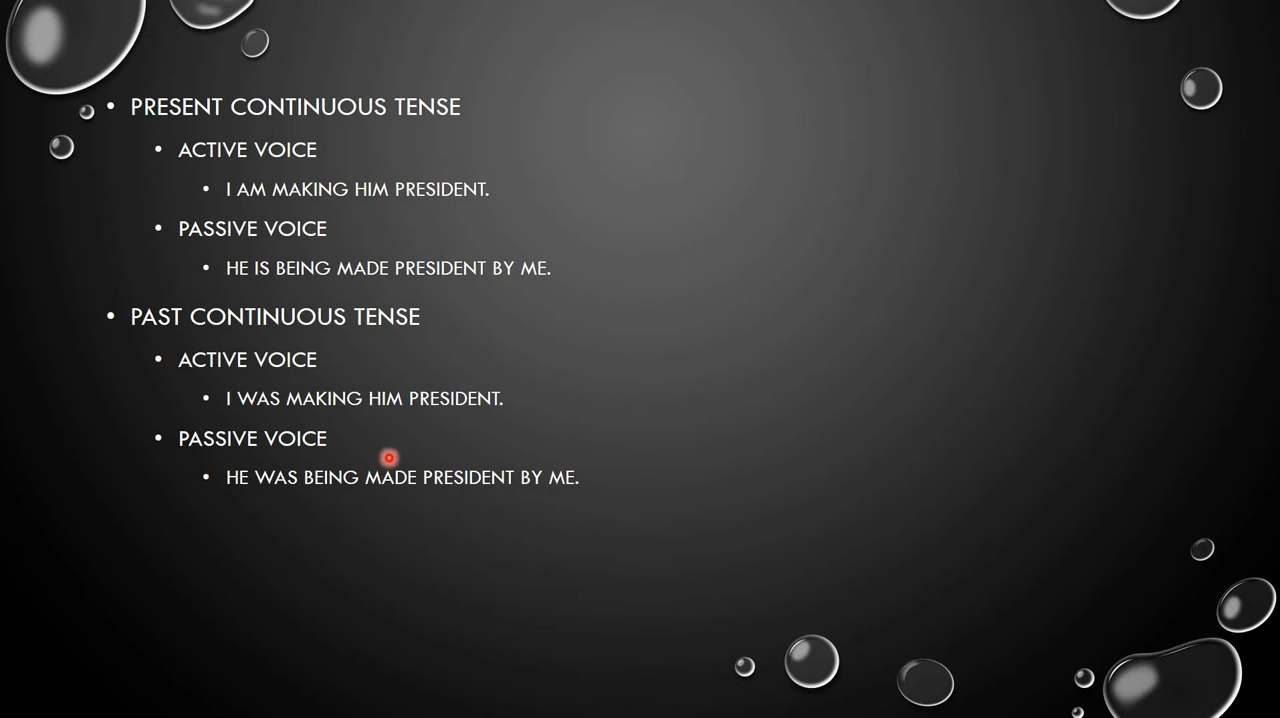 • PRESENT CONTINUOUS TENSE
• ACTIVE VOICE
• I AM MAKING HIM PRESIDENT.
• PASSIVE VOICE
• HE IS BEING MADE PRESIDENT BY ME.
• PAST CONTINUOUS TENSE
• ACTIVE VOICE
• I WAS MAKING HIM PRESIDENT.
• PASSIVE VOICE
• HE WAS BEING MADE PRESIDENT BY ME.